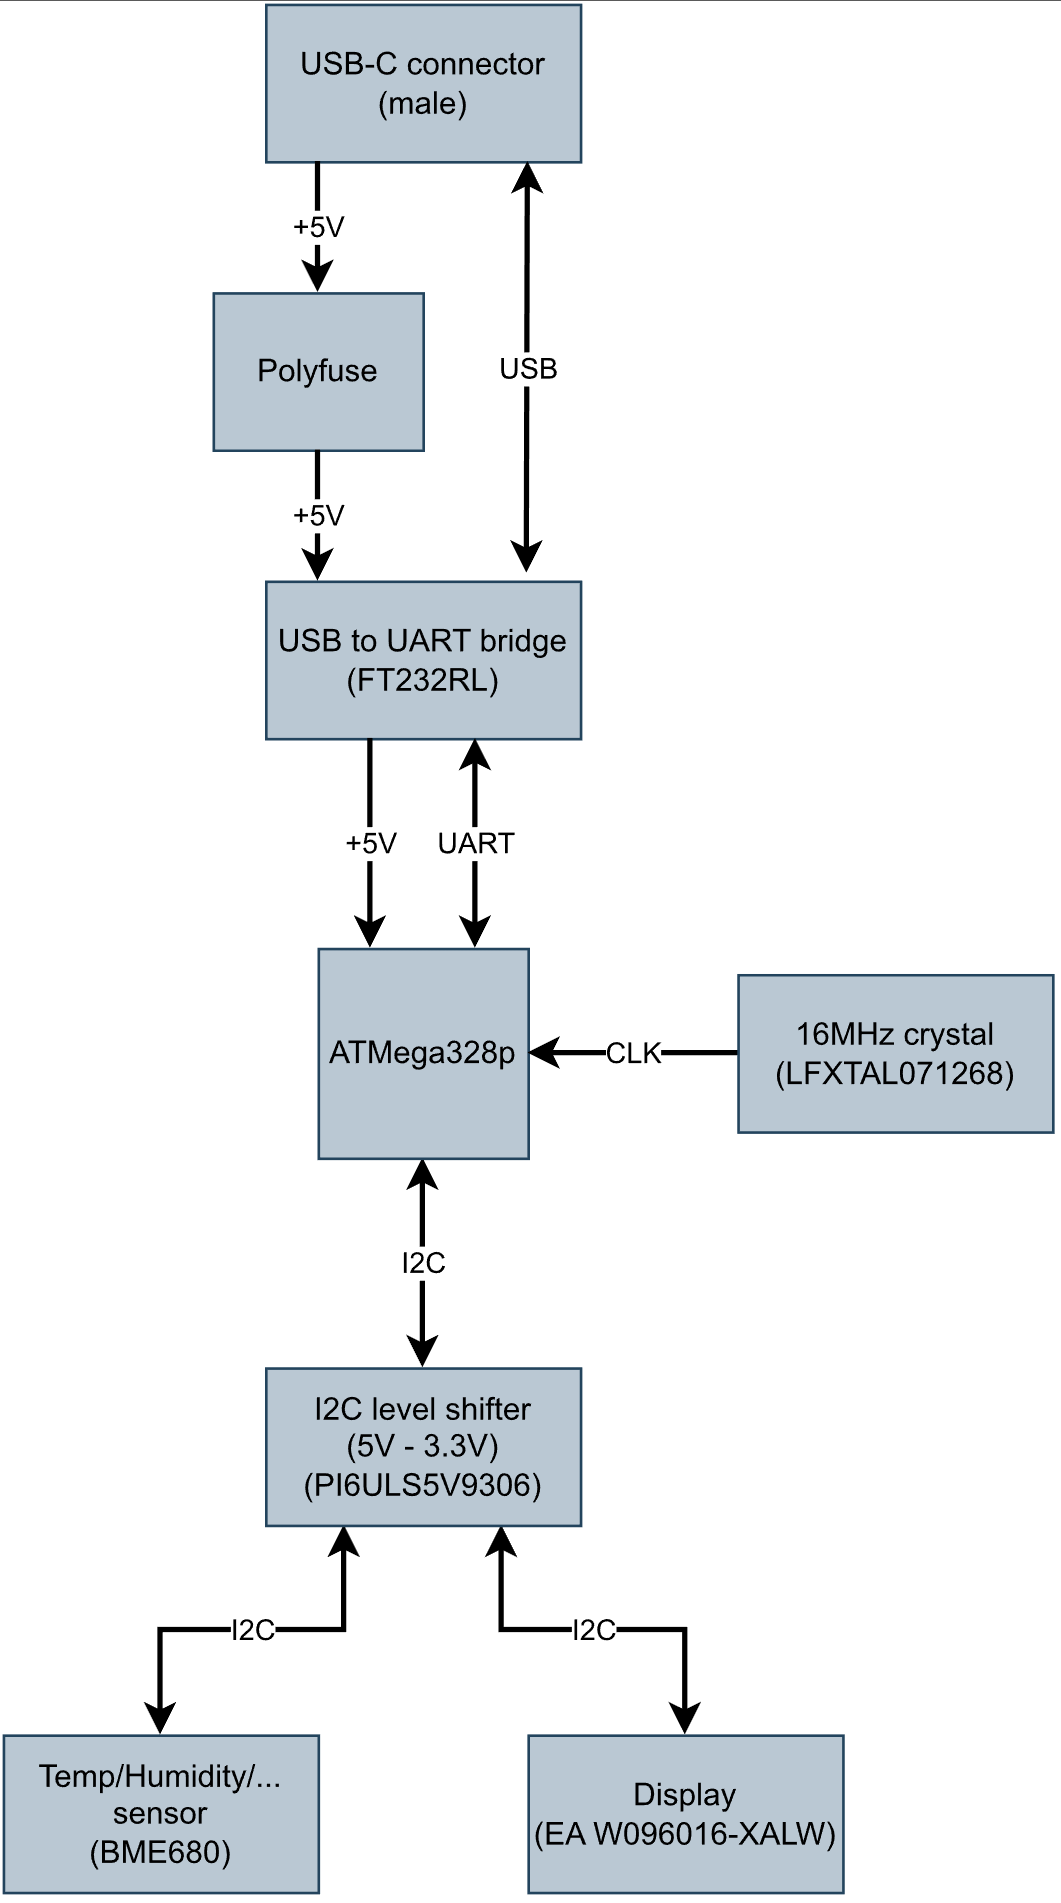 USB-C connector
(male)
+5V
USB
Polyfuse
+5V
USB to UART bridge
(FT232RL)
+5V
UART
ATMega328p
CLK
16MHz crystal
(LFXTAL071268)
I2C
I2C level shifter
(5V - 3.3V)
(PI6ULS5V9306)
I2C
I2C
Temp/Humidity/...
sensor
(BME680)
Display
(EA W096016-XALW)